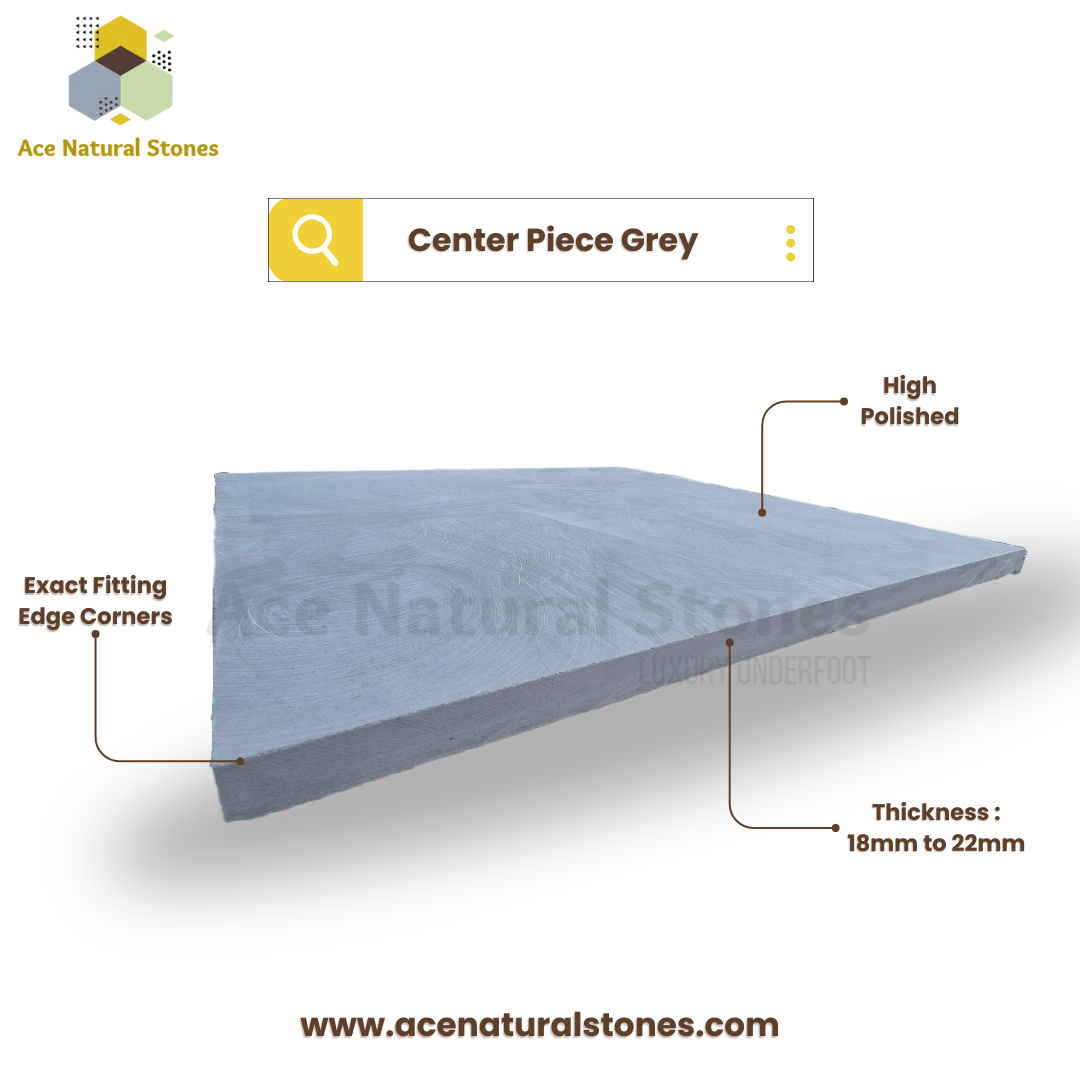 Ace Natural Stones
Center Piece Grey
High
Polished
Exact Fitting
Edge Corners
Ace Natural Stones
LUXURY UNDERFOOT
Thickness :
18mm to 22mm
www.acenaturalstones.com